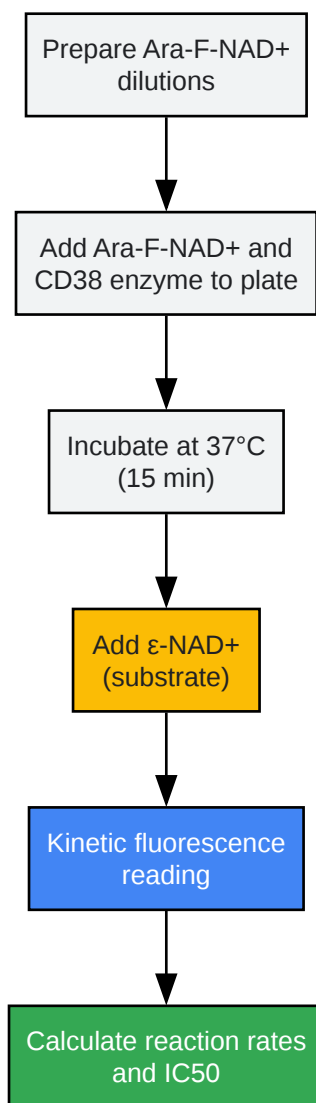 Prepare Ara-F-NAD+
dilutions
Add Ara-F-NAD+ and
CD38 enzyme to plate
Incubate at 37°C
(15 min)
Add ε-NAD+
(substrate)
Kinetic fluorescence
reading
Calculate reaction rates
and IC50